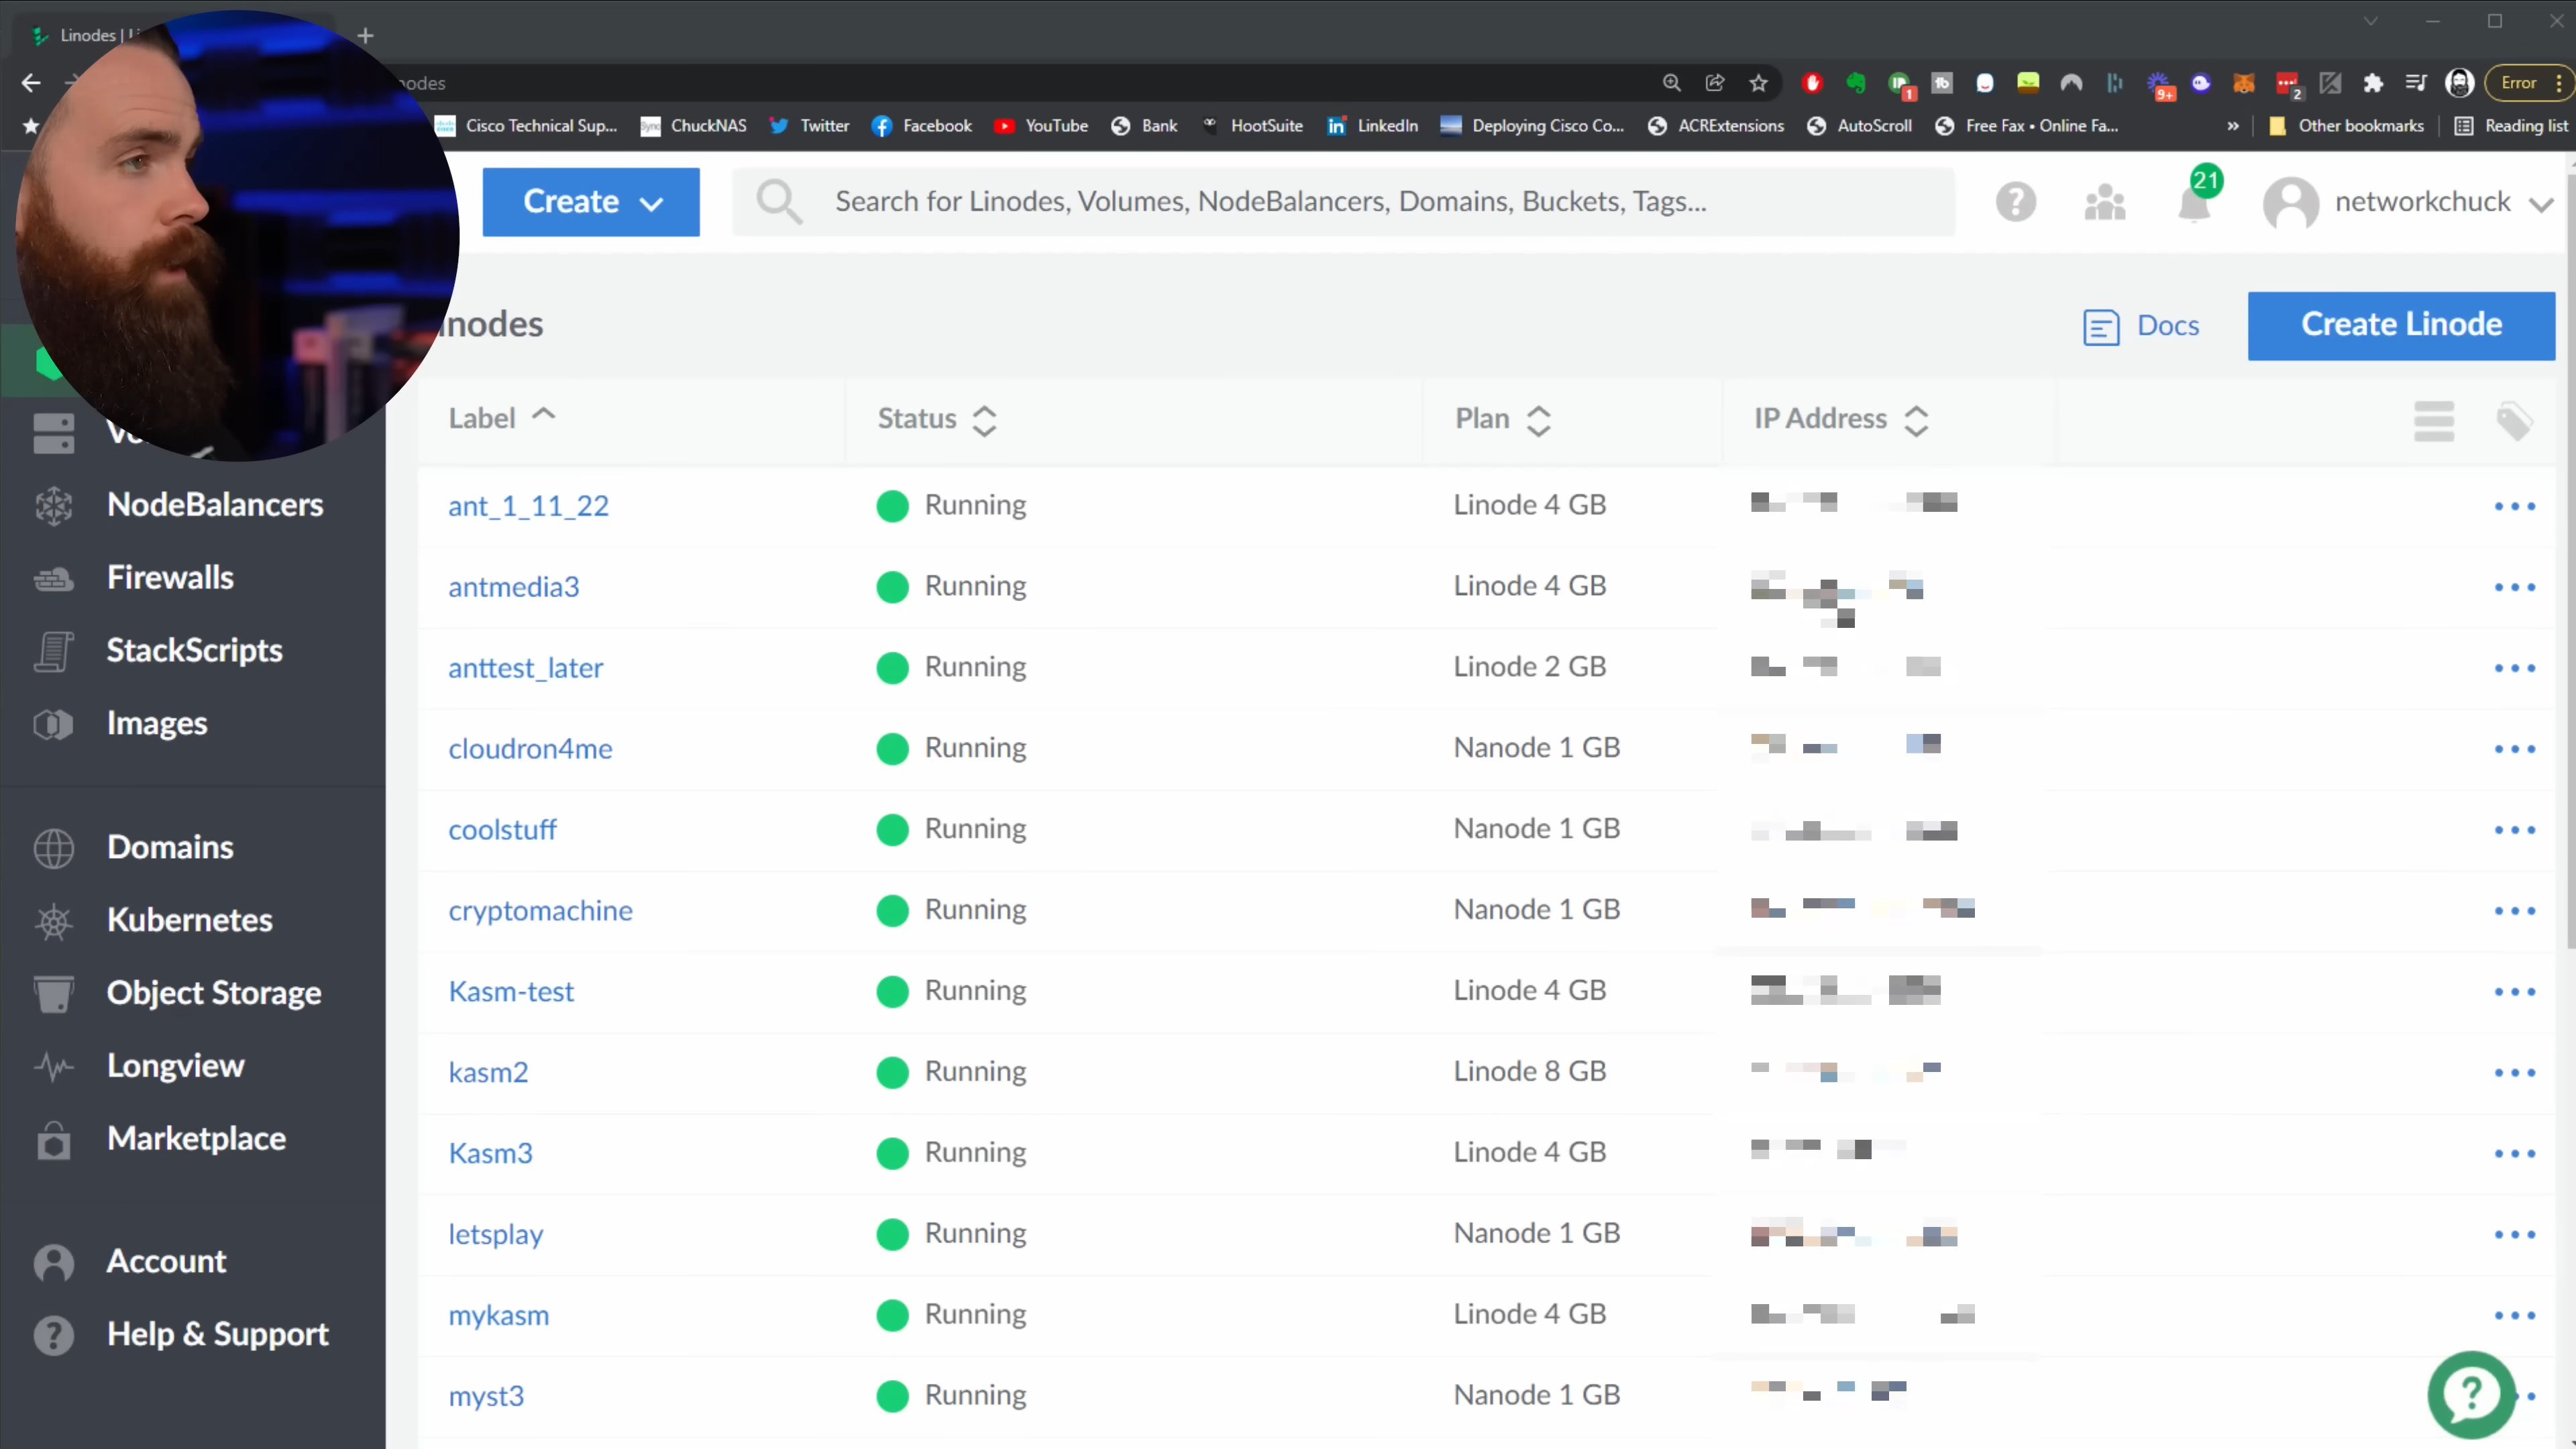 Linodes | Li
nodes
Error
1
9+
2
Cisco Technical Sup... ChuckNAS Twitter Facebook YouTube Bank HootSuite LinkedIn Deploying Cisco Co... ACRExtensions AutoScroll Free Fax • Online Fa... » Other bookmarks Reading list
Create
Search for Linodes, Volumes, NodeBalancers, Domains, Buckets, Tags...
21
networkchuck
inodes
Docs
Create Linode
NodeBalancers
Firewalls
StackScripts
Images
Domains
Kubernetes
Object Storage
Longview
Marketplace
Account
Help & Support
Label Status Plan IP Address
ant_1_11_22 Running Linode 4 GB
antmedia3 Running Linode 4 GB
anttest_later Running Linode 2 GB
cloudron4me Running Nanode 1 GB
coolstuff Running Nanode 1 GB
cryptomachine Running Nanode 1 GB
Kasm-test Running Linode 4 GB
kasm2 Running Linode 8 GB
Kasm3 Running Linode 4 GB
letsplay Running Nanode 1 GB
mykasm Running Linode 4 GB
myst3 Running Nanode 1 GB